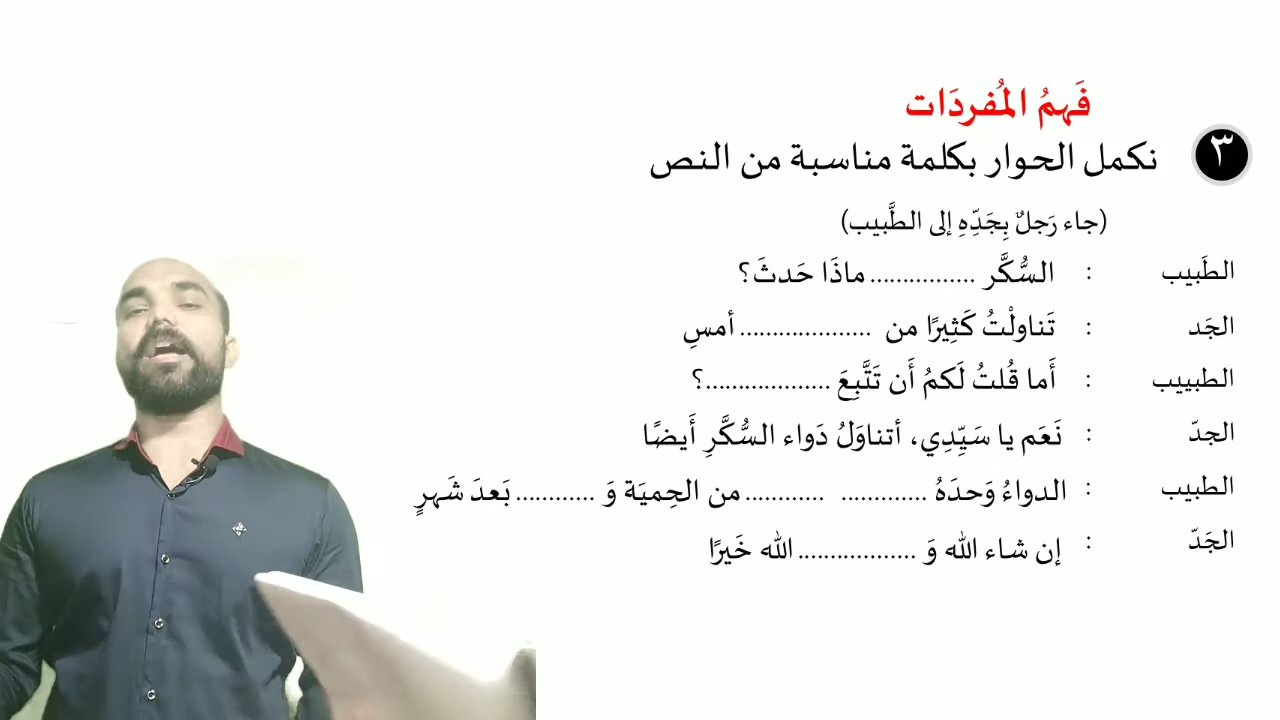 فَهمُ المُفردَات
٣ نكمل الحوار بكلمة مناسبة من النص
(جاء رَجلٌ بِجَدِّهِ إلى الطَّبيب)
الطَبيب : السُّكَّر ................ ماذَا حَدثَ؟
الجَد : تَناولْتُ كَثِيرًا من .................... أمسِ
الطبييب : أَما قُلتُ لَكمُ أَن تَتَّبِعَ ...................؟
الجدّ : نَعَم يا سَيِّدِي، أتناوَلُ دَواء السُّكَّرِ أَيضًا
الطبيب : الدواءُ وَحدَهُ ............. ............ من الحِميَة وَ ............ بَعدَ شَهرٍ
الجَدّ : إن شاء الله وَ .................. الله خَيرًا